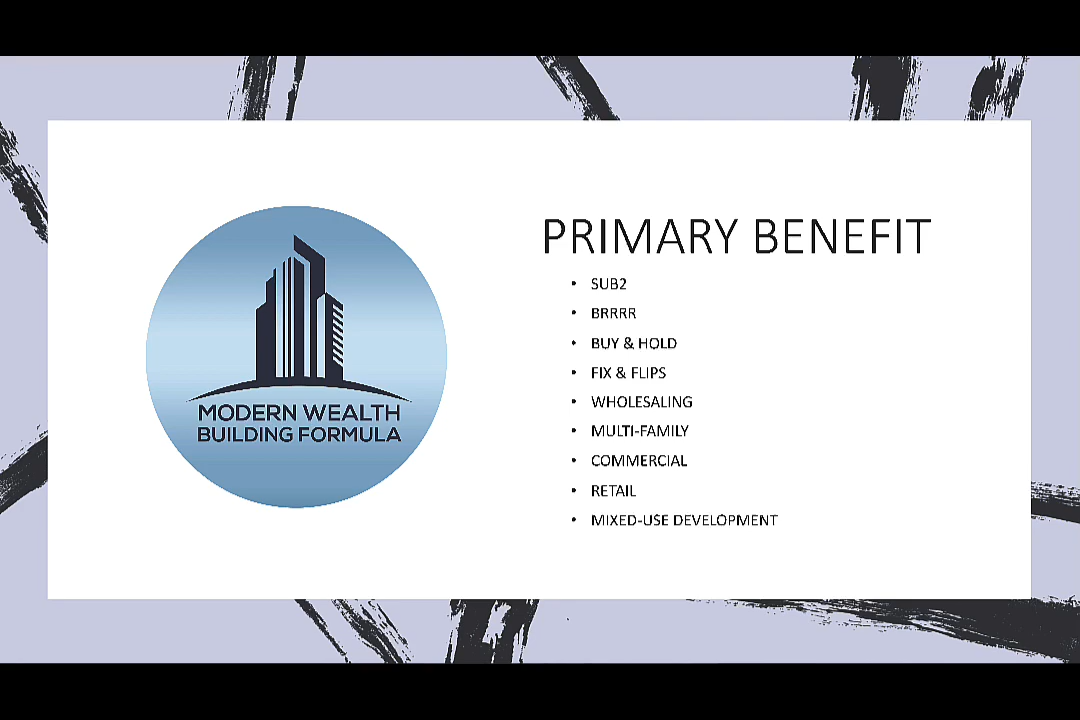 MODERN WEALTH
BUILDING FORMULA
PRIMARY BENEFIT
• SUB2
• BRRRR
• BUY & HOLD
• FIX & FLIPS
• WHOLESALING
• MULTI-FAMILY
• COMMERCIAL
• RETAIL
• MIXED-USE DEVELOPMENT